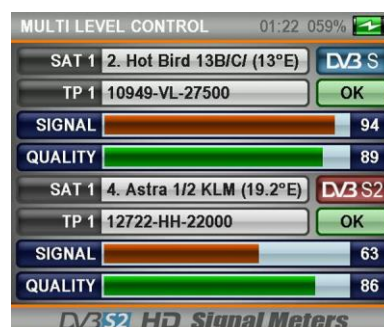 MULTI LEVEL CONTROL 01:22 059%
SAT 1 2. Hot Bird 13B/C/ (13°E) DVB S
TP 1 10949-VL-27500 OK
SIGNAL 94
QUALITY 89
SAT 1 4. Astra 1/2 KLM (19.2°E) DVB S2
TP 1 12722-HH-22000 OK
SIGNAL 63
QUALITY 86
DVB S2 HD Signal Meters